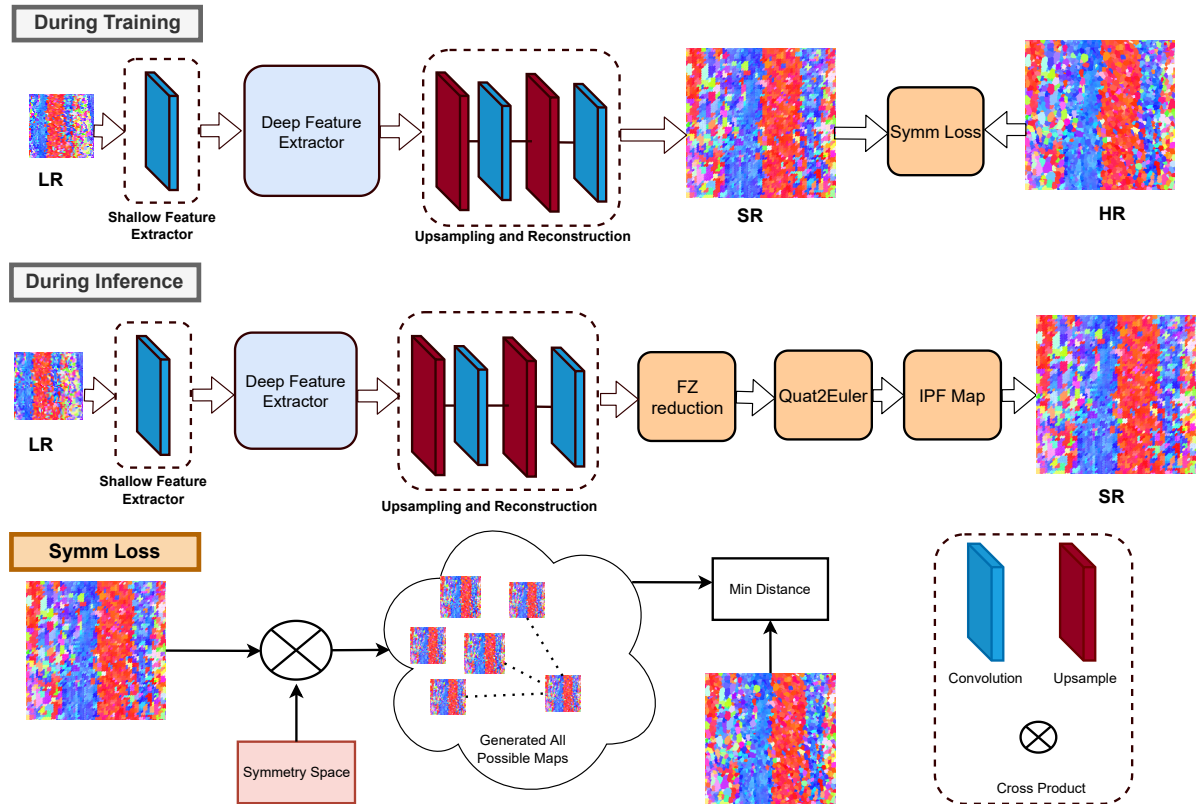 During Training
LR
Shallow Feature
Extractor
Deep Feature
Extractor
Upsampling and Reconstruction
SR
Symm Loss
HR
During Inference
LR
Shallow Feature
Extractor
Deep Feature
Extractor
Upsampling and Reconstruction
FZ
reduction
Quat2Euler
IPF Map
SR
Symm Loss
Symmetry Space
Generated All
Possible Maps
Min Distance
Convolution
Upsample
Cross Product